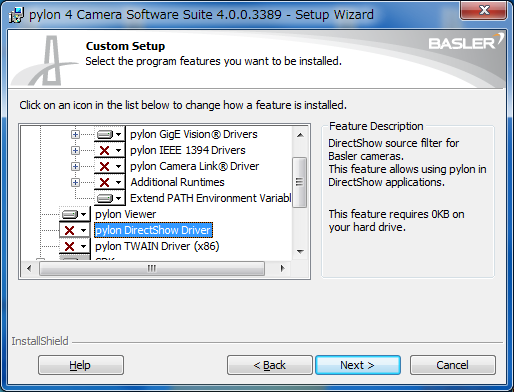 pylon 4 Camera Software Suite 4.0.0.3389 - Setup Wizard
Custom Setup
Select the program features you want to be installed.
BASLER
Click on an icon in the list below to change how a feature is installed.
pylon GigE Vision® Drivers
pylon IEEE 1394 Drivers
pylon Camera Link® Driver
Additional Runtimes
Extend PATH Environment Variabl
pylon Viewer
pylon DirectShow Driver
pylon TWAIN Driver (x86)
Feature Description
DirectShow source filter for
Basler cameras.
This feature allows using pylon in
DirectShow applications.
This feature requires 0KB on
your hard drive.
InstallShield
Help
< Back
Next >
Cancel